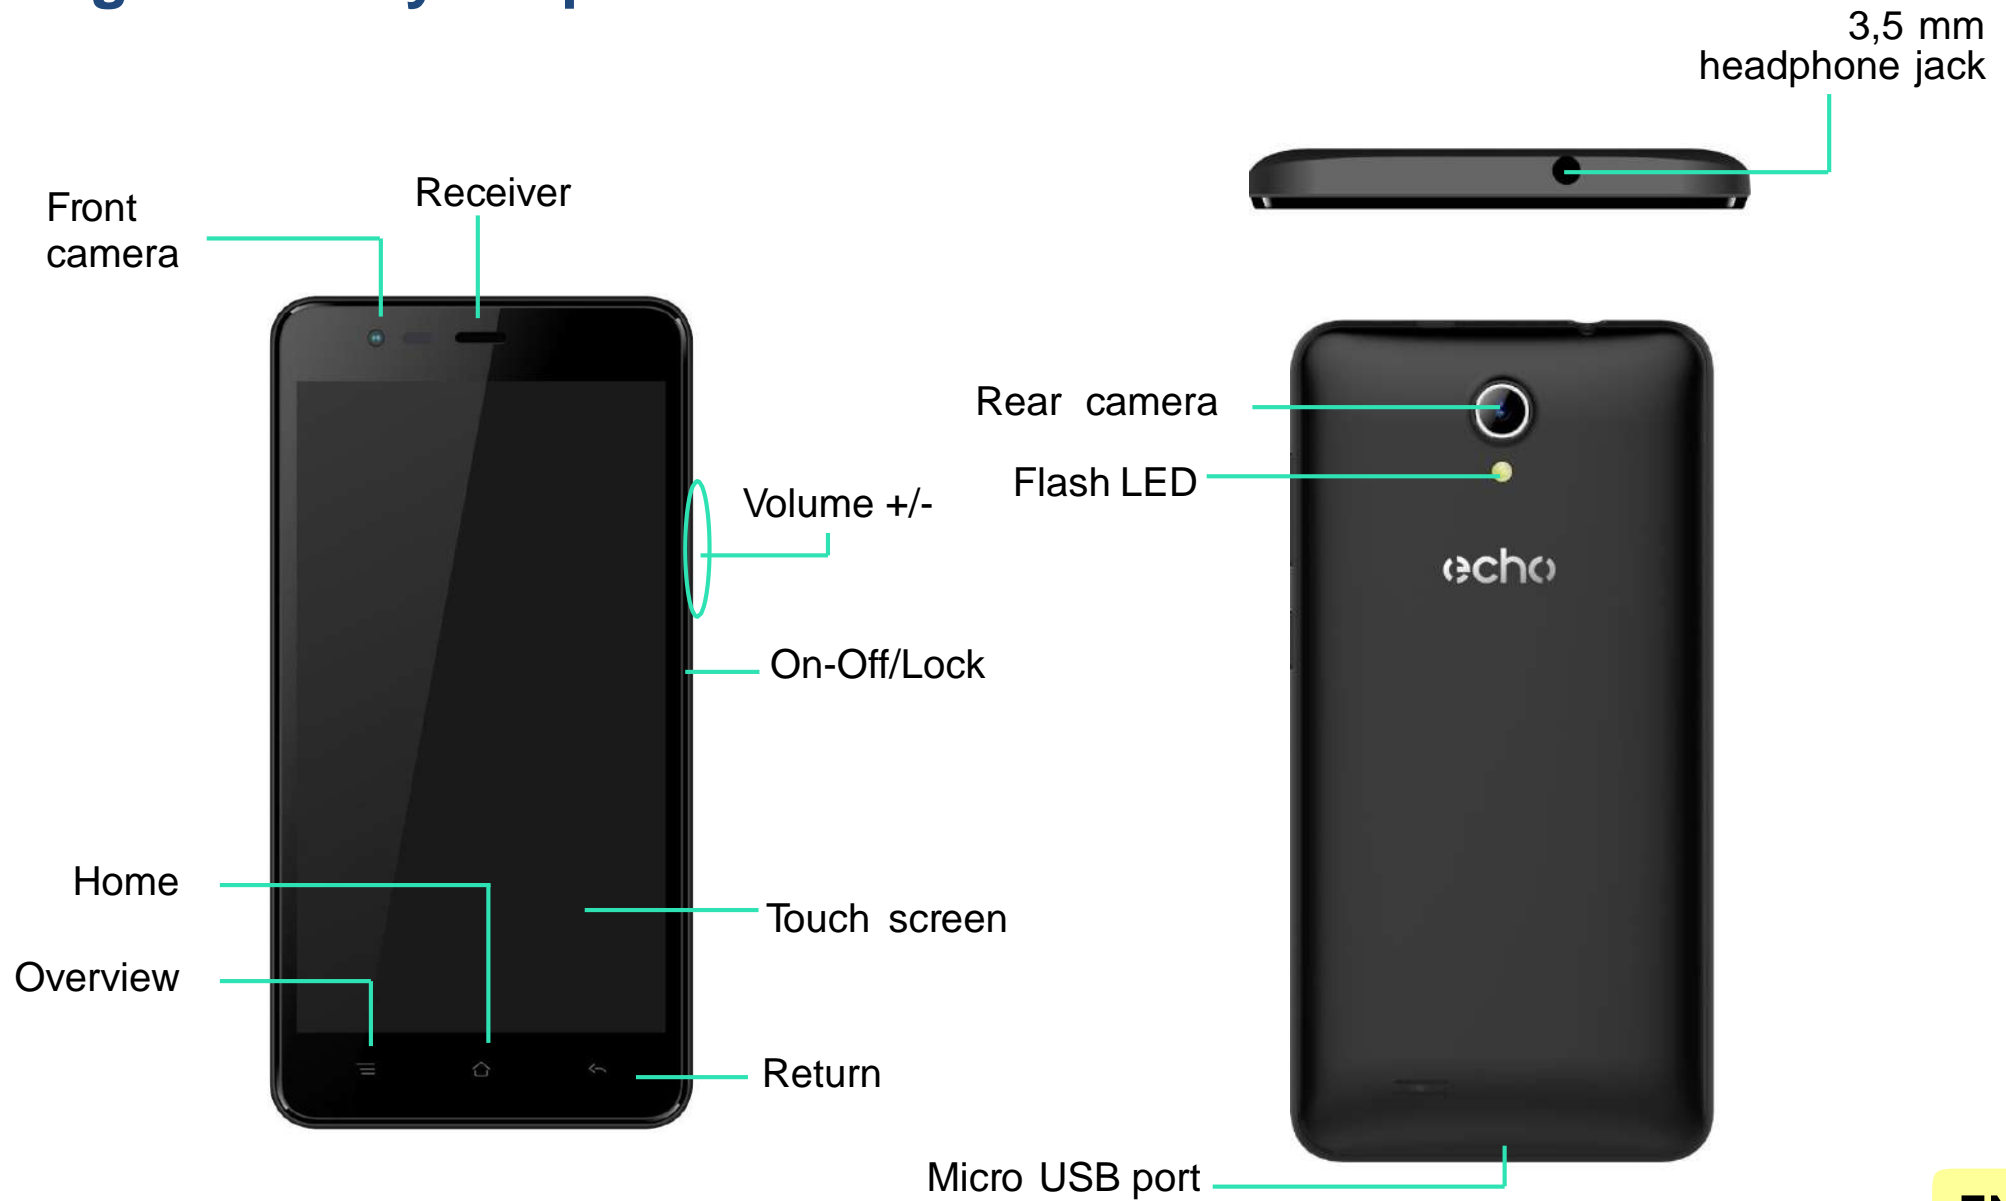 3,5 mm
headphone jack
Receiver
Front
camera
Rear camera
Flash LED
Volume +/-
echo
On-Off/Lock
Home
Touch screen
Overview
Return
Micro USB port